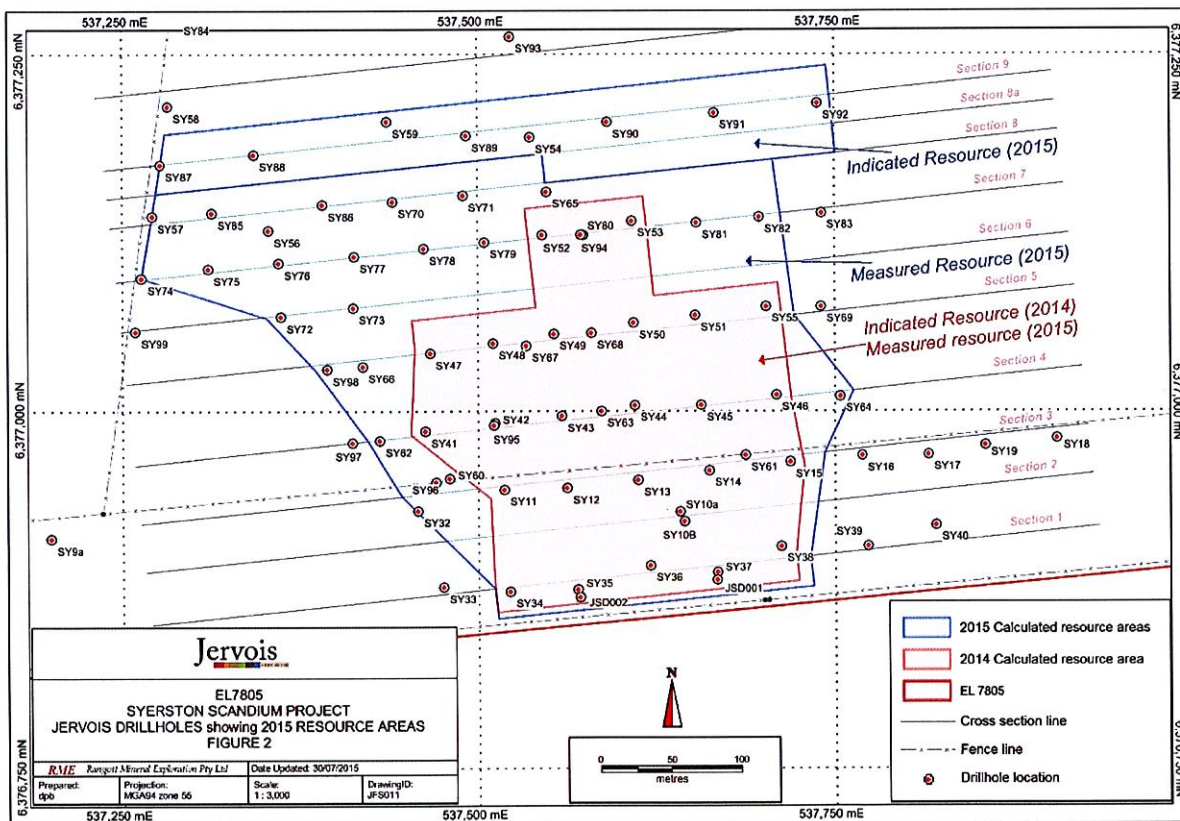 537,250 mE
537,500 mE
537,750 mE
6,377,250 mN
6,377,250 mN
SY84
SY93
Section 9
SY58
SY92
Section 8a
SY59
SY90
SY91
Section 8
SY88
SY89
SY54
Indicated Resource (2015)
SY87
Section 7
SY86
SY70
SY71
SY65
SY57
SY85
SY80
SY53
SY81
SY82
SY83
SY56
SY52
SY94
Section 6
SY79
SY78
SY77
SY76
SY75
Measured Resource (2015)
SY74
Section 5
SY73
SY72
SY55
SY69
SY51
SY50
Indicated Resource (2014)
Measured resource (2015)
SY99
SY48
SY67
SY49
SY68
SY47
Section 4
SY98
SY66
SY46
SY64
6,377,000 mN
6,377,000 mN
SY42
SY95
SY43
SY63
SY44
SY45
SY41
Section 3
SY97
SY62
SY61
SY15
SY16
SY17
SY19
SY18
SY60
SY96
SY14
Section 2
SY11
SY12
SY13
SY32
SY10a
SY10B
Section 1
SY9a
SY39
SY40
SY38
SY36
SY37
SY35
JSD001
SY33
SY34
JSD002
Jervois
EL7805
SYERSTON SCANDIUM PROJECT
JERVOIS DRILLHOLES showing 2015 RESOURCE AREAS
FIGURE 2
RME Rangott Mineral Exploration Pty Ltd
Date Updated: 30/07/2015
Prepared:
dpb
Projection:
MGA94 zone 55
Scale:
1 : 3,000
DrawingID:
JFS011
N
0 50 100
metres
2015 Calculated resource areas
2014 Calculated resource area
EL 7805
Cross section line
Fence line
Drillhole location
6,376,750 mN
537,250 mE
537,500 mE
537,750 mE